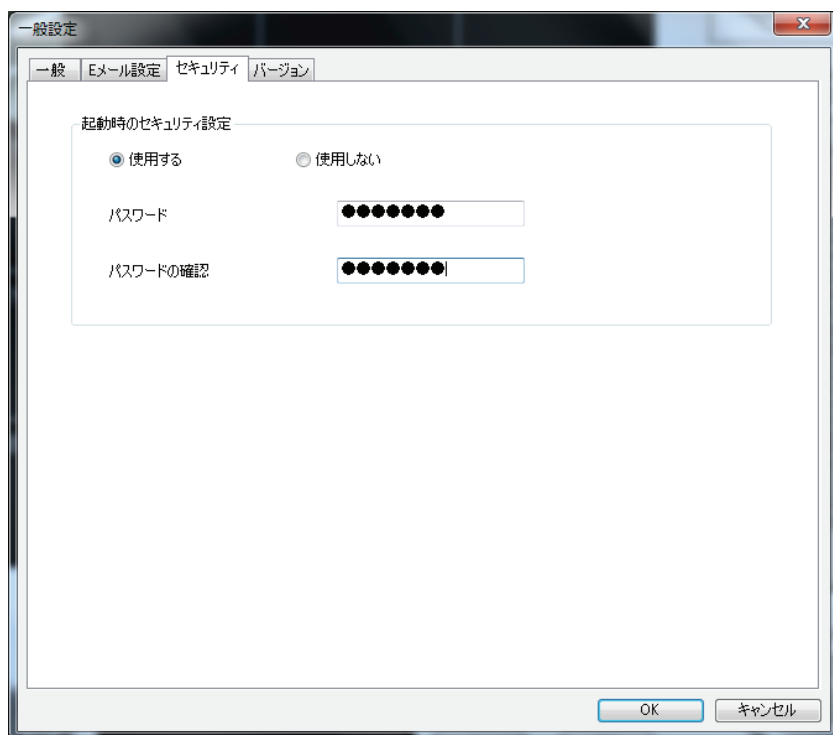 一般設定
一般 Eメール設定 セキュリティ バージョン
起動時のセキュリティ設定
使用する 使用しない
パスワード ●●●●●●●
パスワードの確認 ●●●●●●●
OK キャンセル